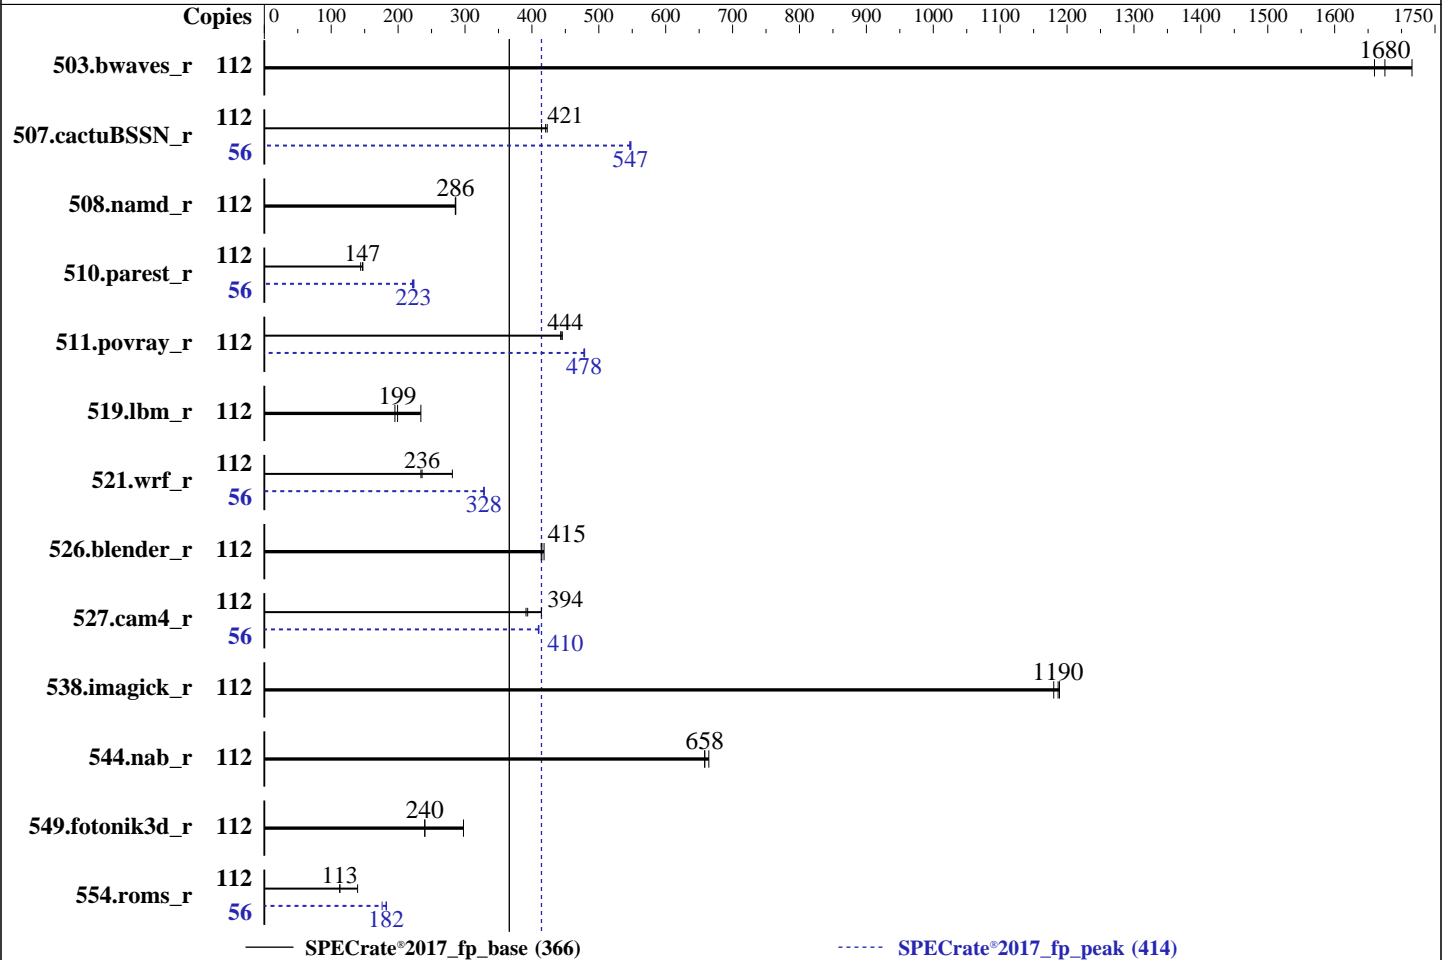 Copies 0 100 200 300 400 500 600 700 800 900 1000 1100 1200 1300 1400 1500 1600 1750
503.bwaves_r 112 1680
507.cactuBSSN_r 112 421
56 547
508.namd_r 112 286
510.parest_r 112 147
56 223
511.povray_r 112 444
478
519.lbm_r 112 199
521.wrf_r 112 236
56 328
526.blender_r 112 415
527.cam4_r 112 394
56 410
538.imagick_r 112 1190
544.nab_r 112 658
549.fotonik3d_r 112 240
554.roms_r 112 113
56 182
SPECrate®2017_fp_base (366) SPECrate®2017_fp_peak (414)